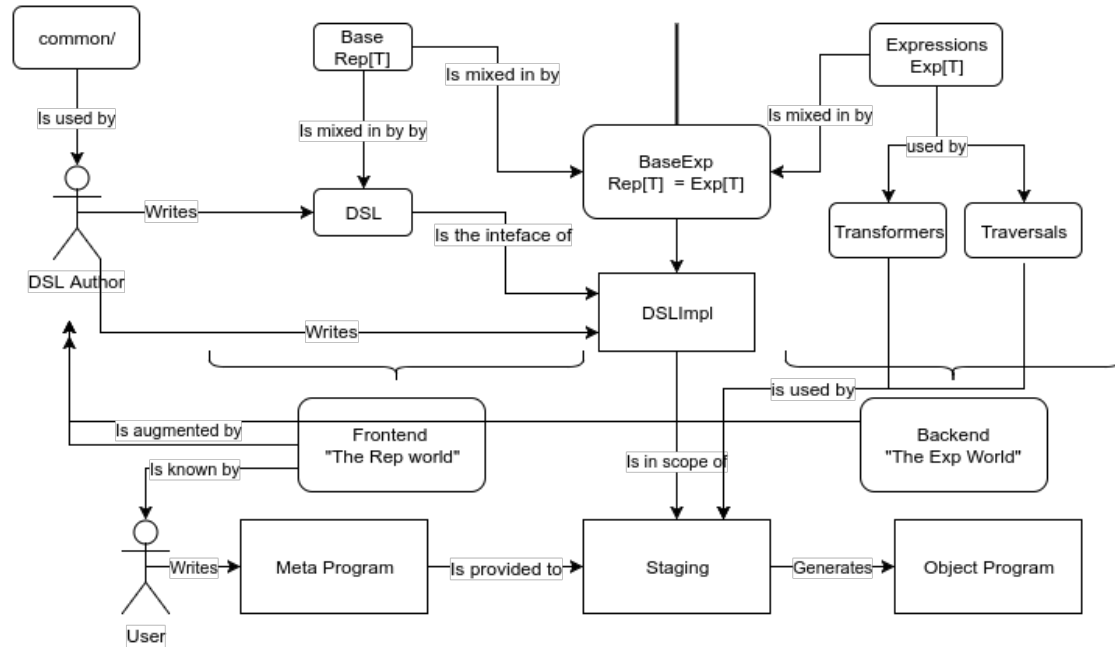 common/
Base
Rep[T]
Expressions
Exp[T]
Is mixed in by
Is used by
Is mixed in by by
Is mixed in by
used by
BaseExp
Rep[T]  = Exp[T]
Writes
DSL
Is the inteface of
Transformers
Traversals
DSL Author
DSLImpl
Writes
is used by
Is augmented by
Frontend
"The Rep world"
Backend
"The Exp World"
Is known by
Is in scope of
Writes
Meta Program
Is provided to
Staging
Generates
Object Program
User